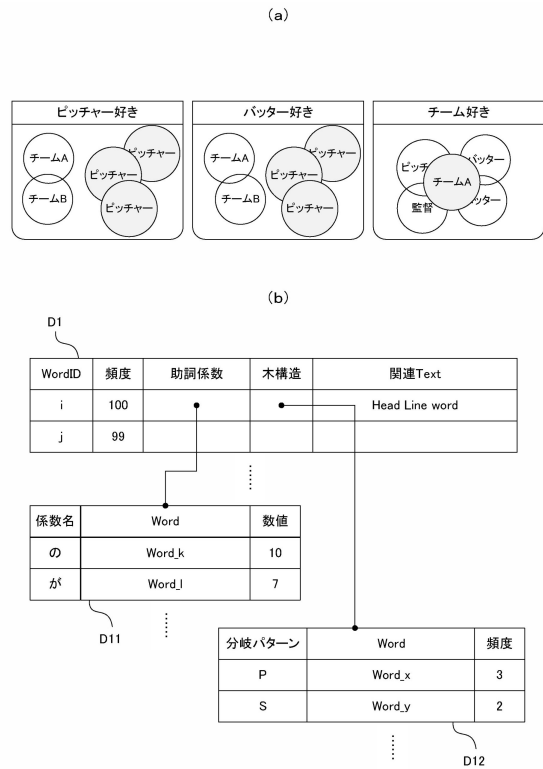 (a)
ピッチャー好き
バッター好き
チーム好き
チームA
チームB
ピッチャー
ピッチャー
ピッチャー
チームA
チームB
ピッチャー
ピッチャー
ピッチャー
ピッチ
バッター
チームA
監督
ッター
(b)
D1
WordID 頻度 助詞係数 木構造 関連Text
i 100 Head Line word
j 99
係数名 Word 数値
の Word_k 10
が Word_l 7
D11
分岐パターン Word 頻度
P Word_x 3
S Word_y 2
D12